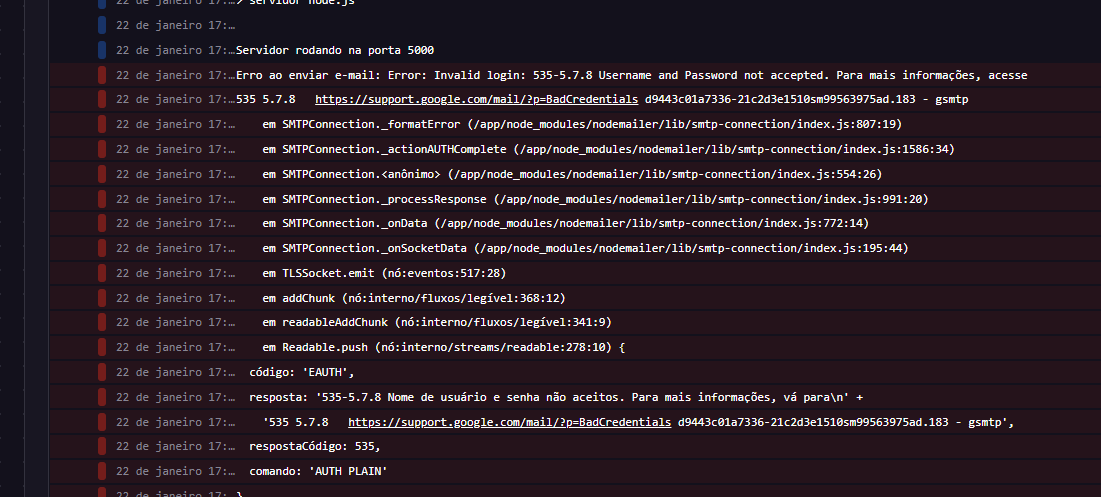 > servidor node.js
22 de janeiro 17:…
22 de janeiro 17:…Servidor rodando na porta 5000
22 de janeiro 17:…Erro ao enviar e-mail: Error: Invalid login: 535-5.7.8 Username and Password not accepted. Para mais informações, acesse
22 de janeiro 17:…535 5.7.8 https://support.google.com/mail/?p=BadCredentials d9443c01a7336-21c2d3e1510sm99563975ad.183 - gsmtp
22 de janeiro 17:… em SMTPConnection._formatError (/app/node_modules/nodemailer/lib/smtp-connection/index.js:807:19)
22 de janeiro 17:… em SMTPConnection._actionAUTHComplete (/app/node_modules/nodemailer/lib/smtp-connection/index.js:1586:34)
22 de janeiro 17:… em SMTPConnection.<anônimo> (/app/node_modules/nodemailer/lib/smtp-connection/index.js:554:26)
22 de janeiro 17:… em SMTPConnection._processResponse (/app/node_modules/nodemailer/lib/smtp-connection/index.js:991:20)
22 de janeiro 17:… em SMTPConnection._onData (/app/node_modules/nodemailer/lib/smtp-connection/index.js:772:14)
22 de janeiro 17:… em SMTPConnection._onSocketData (/app/node_modules/nodemailer/lib/smtp-connection/index.js:195:44)
22 de janeiro 17:… em TLSSocket.emit (nó:eventos:517:28)
22 de janeiro 17:… em addChunk (nó:interno/fluxos/legível:368:12)
22 de janeiro 17:… em readableAddChunk (nó:interno/fluxos/legível:341:9)
22 de janeiro 17:… em Readable.push (nó:interno/streams/readable:278:10) {
22 de janeiro 17:… código: 'EAUTH',
22 de janeiro 17:… resposta: '535-5.7.8 Nome de usuário e senha não aceitos. Para mais informações, vá para\n' +
22 de janeiro 17:… '535 5.7.8 https://support.google.com/mail/?p=BadCredentials d9443c01a7336-21c2d3e1510sm99563975ad.183 - gsmtp',
22 de janeiro 17:… respostaCódigo: 535,
22 de janeiro 17:… comando: 'AUTH PLAIN'
22 de janeiro 17:…}